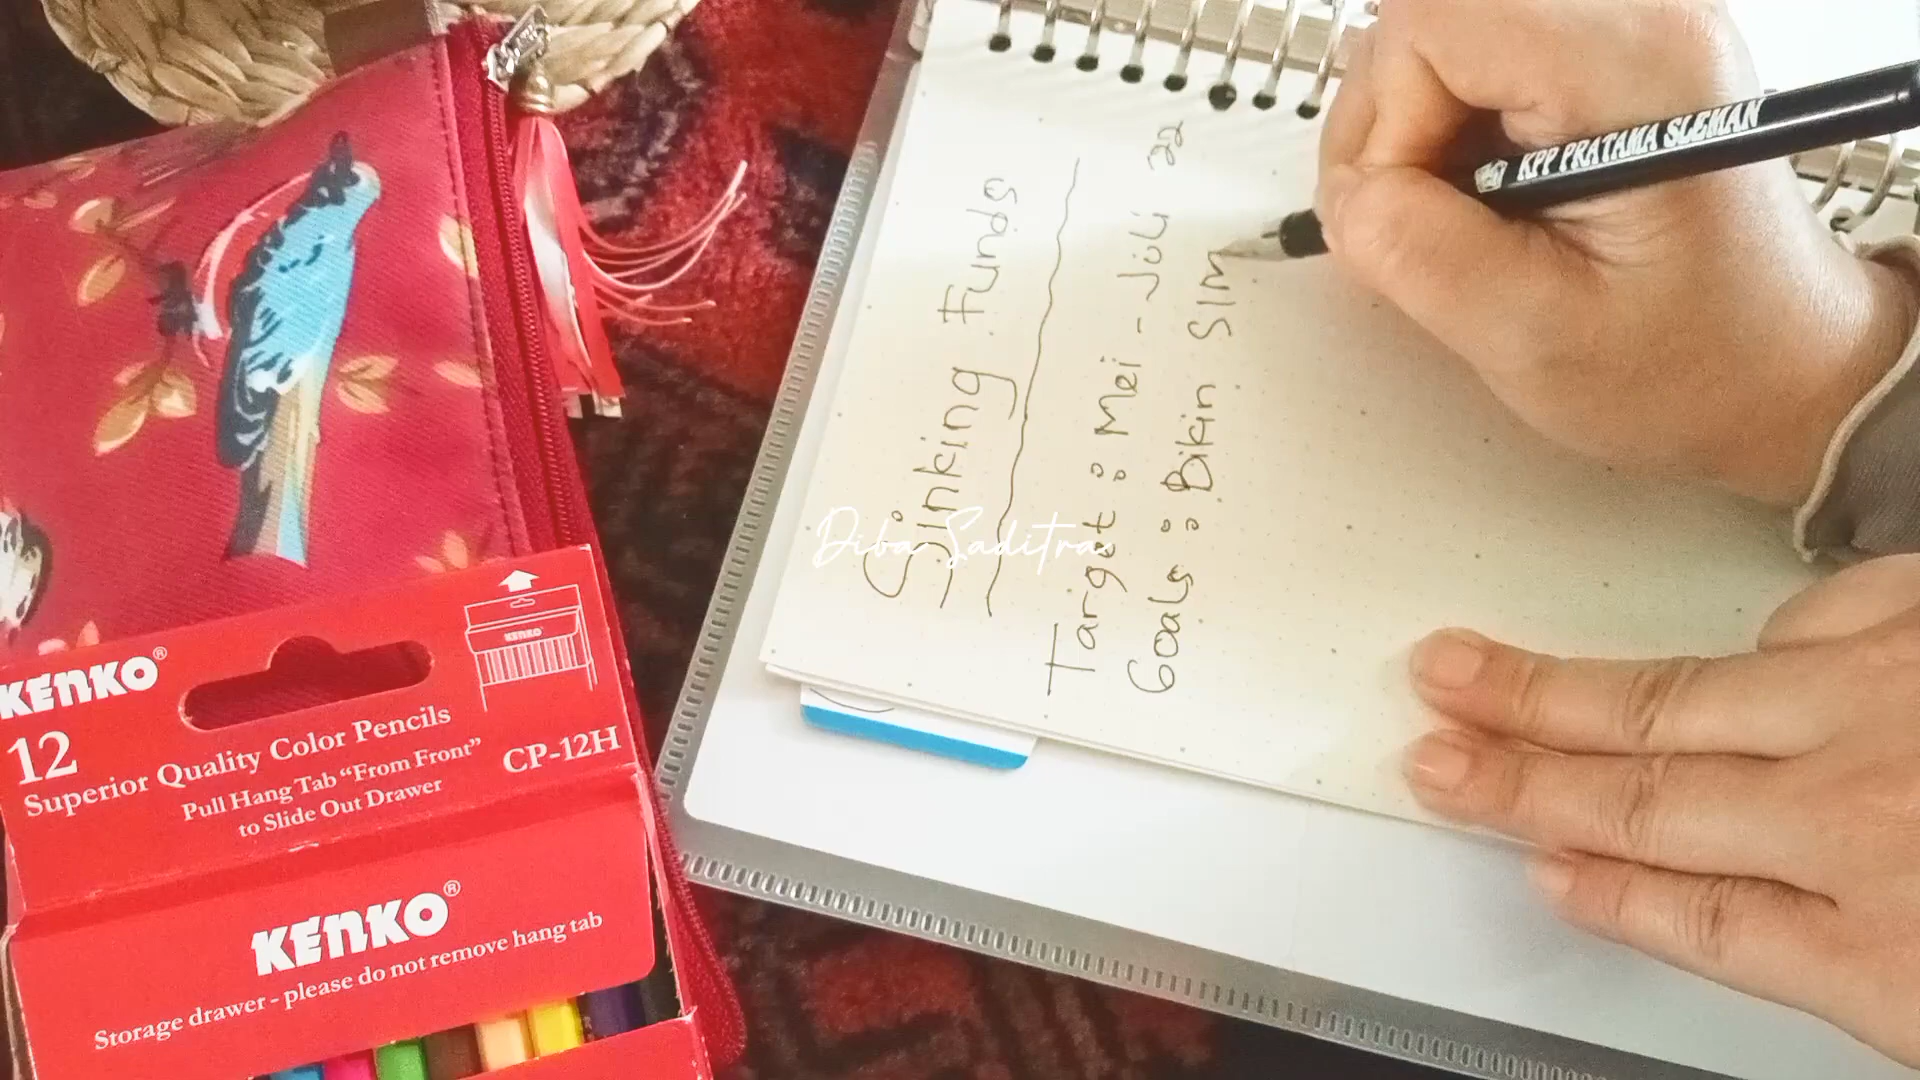 KENKO®
12
Superior Quality Color Pencils
Pull Hang Tab “From Front”
to Slide Out Drawer
CP-12H
KENKO
KENKO®
Storage drawer - please do not remove hang tab
Sinking Funds
Target : Mei - Juli 22
Goals : Bikin SIM
KPP PRATAMA SLEMAN
Diba Saditra